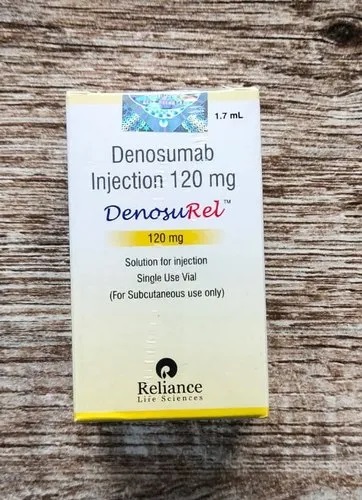 1.7 mL
Denosumab
Injection 120 mg
DenosuRel™
120 mg
Solution for injection
Single Use Vial
(For Subcutaneous use only)
Reliance
Life Sciences